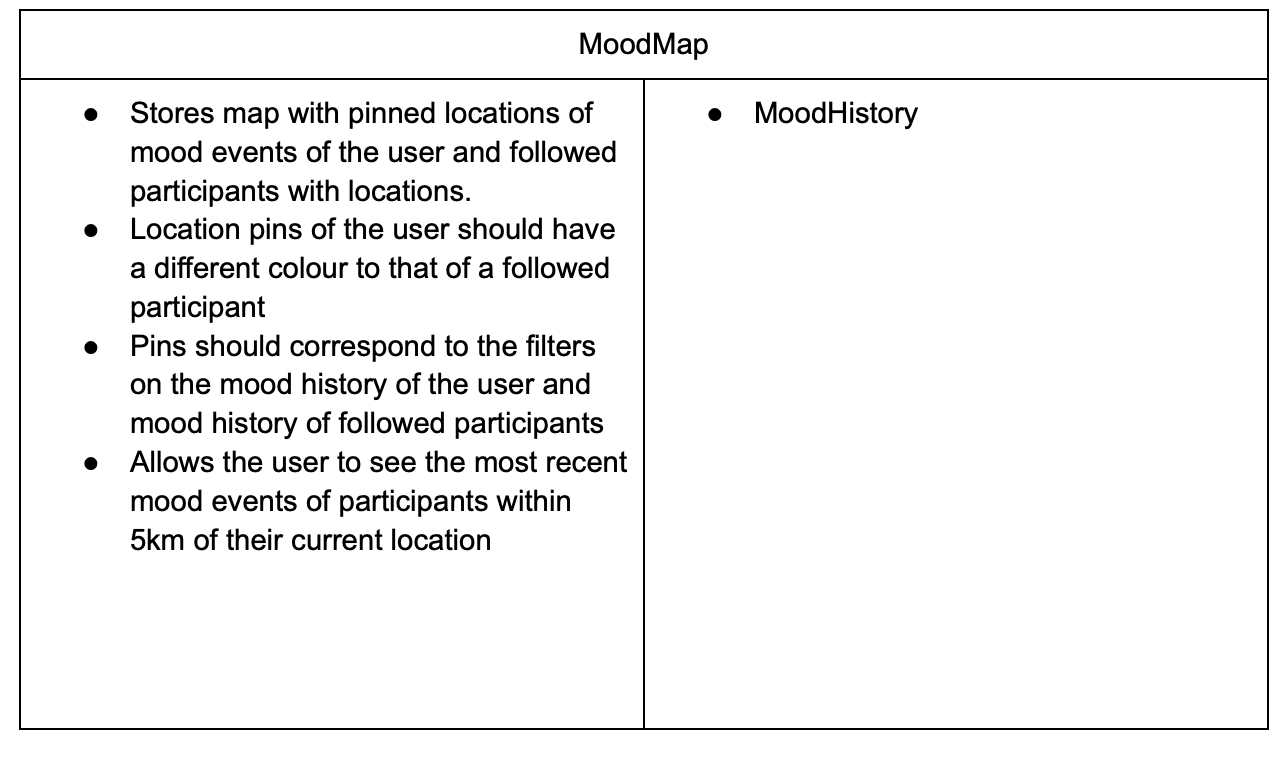 MoodMap
● Stores map with pinned locations of
mood events of the user and followed
participants with locations.
● Location pins of the user should have
a different colour to that of a followed
participant
● Pins should correspond to the filters
on the mood history of the user and
mood history of followed participants
● Allows the user to see the most recent
mood events of participants within
5km of their current location
● MoodHistory